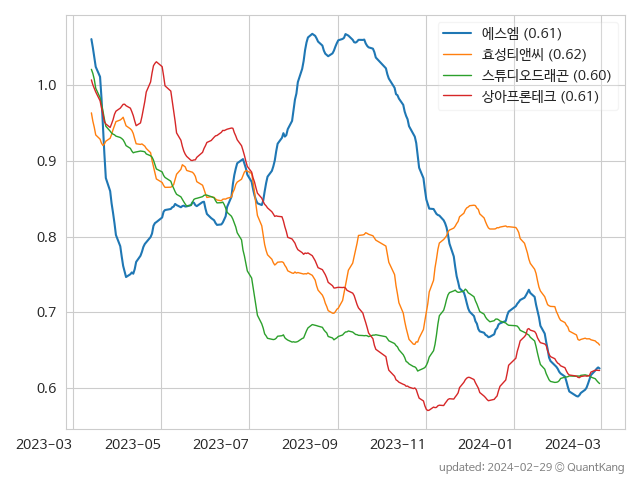 에스엠 (0.61)
효성티앤씨 (0.62)
스튜디오드래곤 (0.60)
상아프론테크 (0.61)
1.0
0.9
0.8
0.7
0.6
2023-03 2023-05 2023-07 2023-09 2023-11 2024-01 2024-03
updated: 2024-02-29 © QuantKang